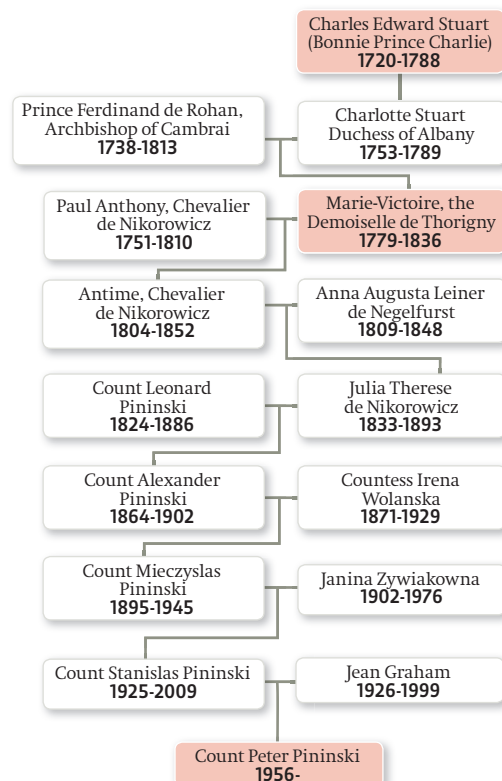 Charles Edward Stuart
(Bonnie Prince Charlie)
1720-1788
Prince Ferdinand de Rohan,
Archbishop of Cambrai
1738-1813
Charlotte Stuart
Duchess of Albany
1753-1789
Paul Anthony, Chevalier
de Nikorowicz
1751-1810
Marie-Victoire, the
Demoiselle de Thorigny
1779-1836
Antime, Chevalier
de Nikorowicz
1804-1852
Anna Augusta Leiner
de Negelfurst
1809-1848
Count Leonard
Pininski
1824-1886
Julia Therese
de Nikorowicz
1833-1893
Count Alexander
Pininski
1864-1902
Countess Irena
Wolanska
1871-1929
Count Mieczyslas
Pininski
1895-1945
Janina Zywiakowna
1902-1976
Count Stanislas Pininski
1925-2009
Jean Graham
1926-1999
Count Peter Pininski
1956-